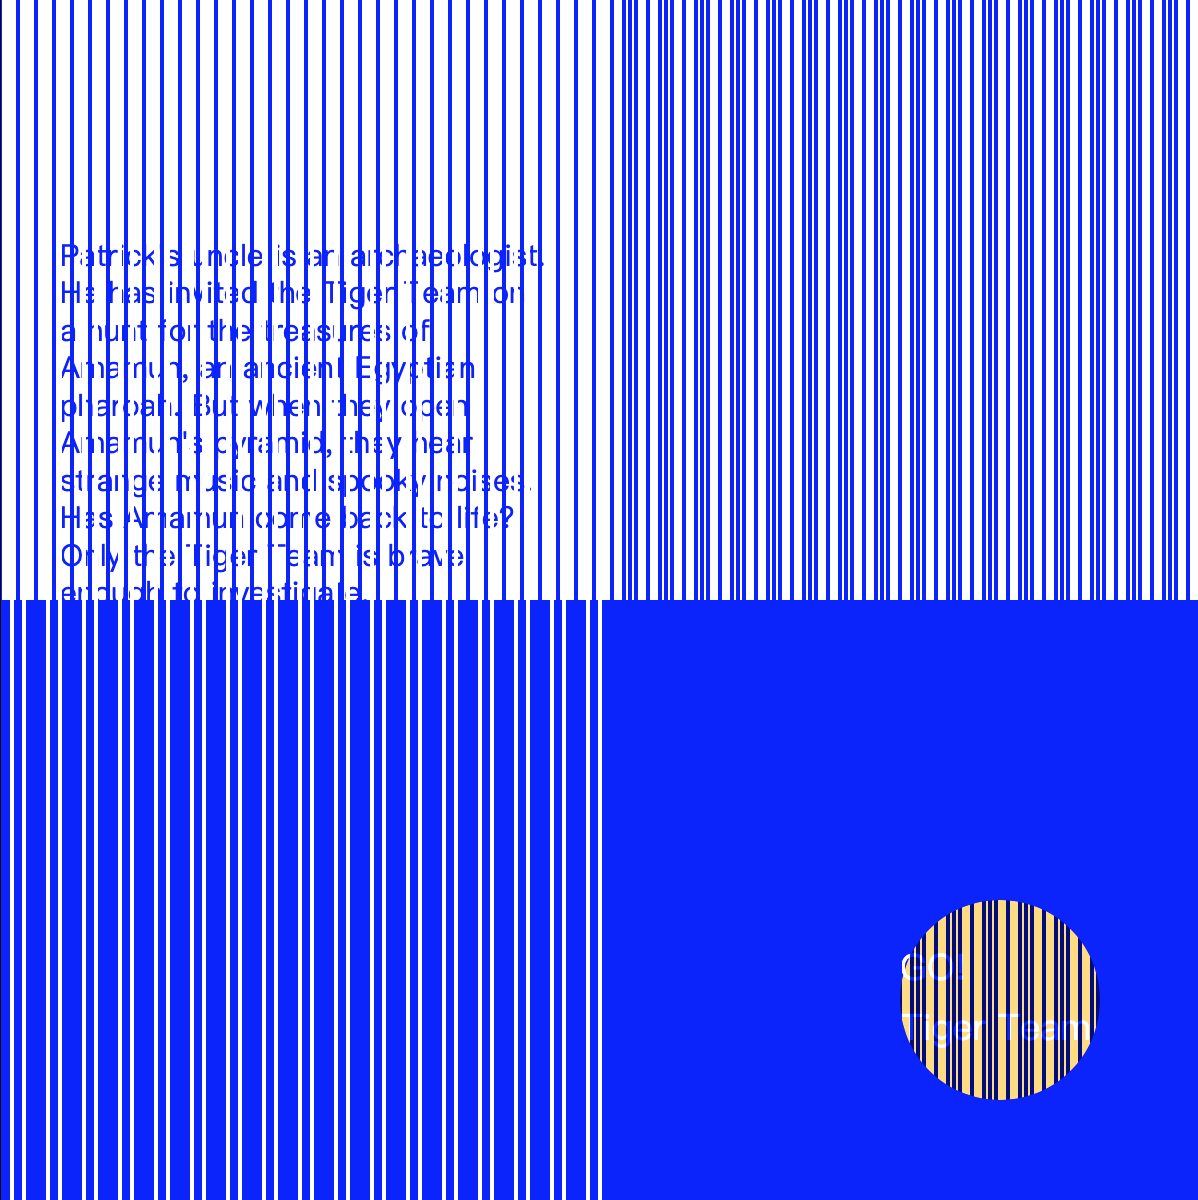 Patrick's uncle is an archaeologist.
He has invited the Tiger Team on
a hunt for the treasures of
Amamun, an ancient Egyptian
pharoah. But when they open
Amamun's pyramid, they hear
strange music and spooky noises.
Has Amamun come back to life?
Only the Tiger Team is brave
enough to investigate.
GO!
Tiger Team